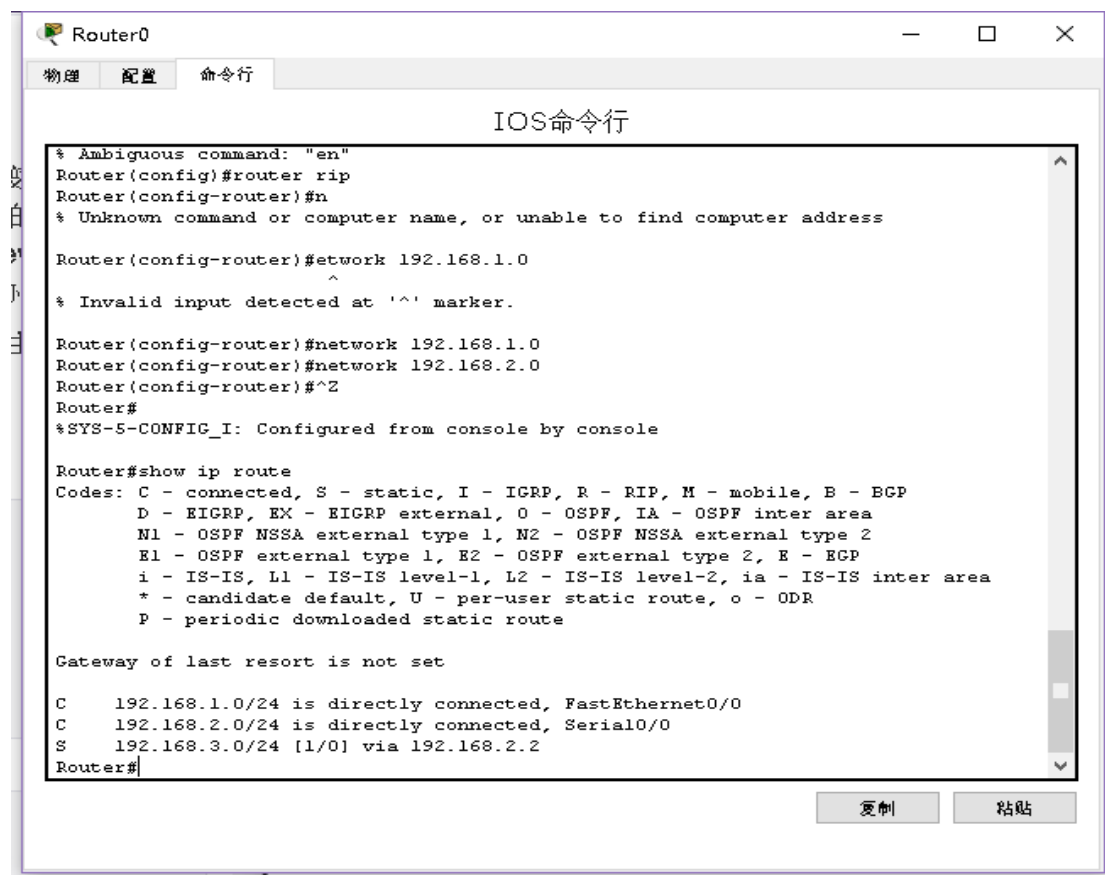 Router0
物理 配置 命令行
IOS命令行
% Ambiguous command: "en"
Router(config)#router rip
Router(config-router)#n
% Unknown command or computer name, or unable to find computer address
Router(config-router)#etwork 192.168.1.0
^
% Invalid input detected at '^' marker.
Router(config-router)#network 192.168.1.0
Router(config-router)#network 192.168.2.0
Router(config-router)#^Z
Router#
%SYS-5-CONFIG_I: Configured from console by console
Router#show ip route
Codes: C - connected, S - static, I - IGRP, R - RIP, M - mobile, B - BGP
D - EIGRP, EX - EIGRP external, O - OSPF, IA - OSPF inter area
N1 - OSPF NSSA external type 1, N2 - OSPF NSSA external type 2
E1 - OSPF external type 1, E2 - OSPF external type 2, E - EGP
i - IS-IS, L1 - IS-IS level-1, L2 - IS-IS level-2, ia - IS-IS inter area
* - candidate default, U - per-user static route, o - ODR
P - periodic downloaded static route
Gateway of last resort is not set
C 192.168.1.0/24 is directly connected, FastEthernet0/0
C 192.168.2.0/24 is directly connected, Serial0/0
S 192.168.3.0/24 [1/0] via 192.168.2.2
Router#
复制 粘贴